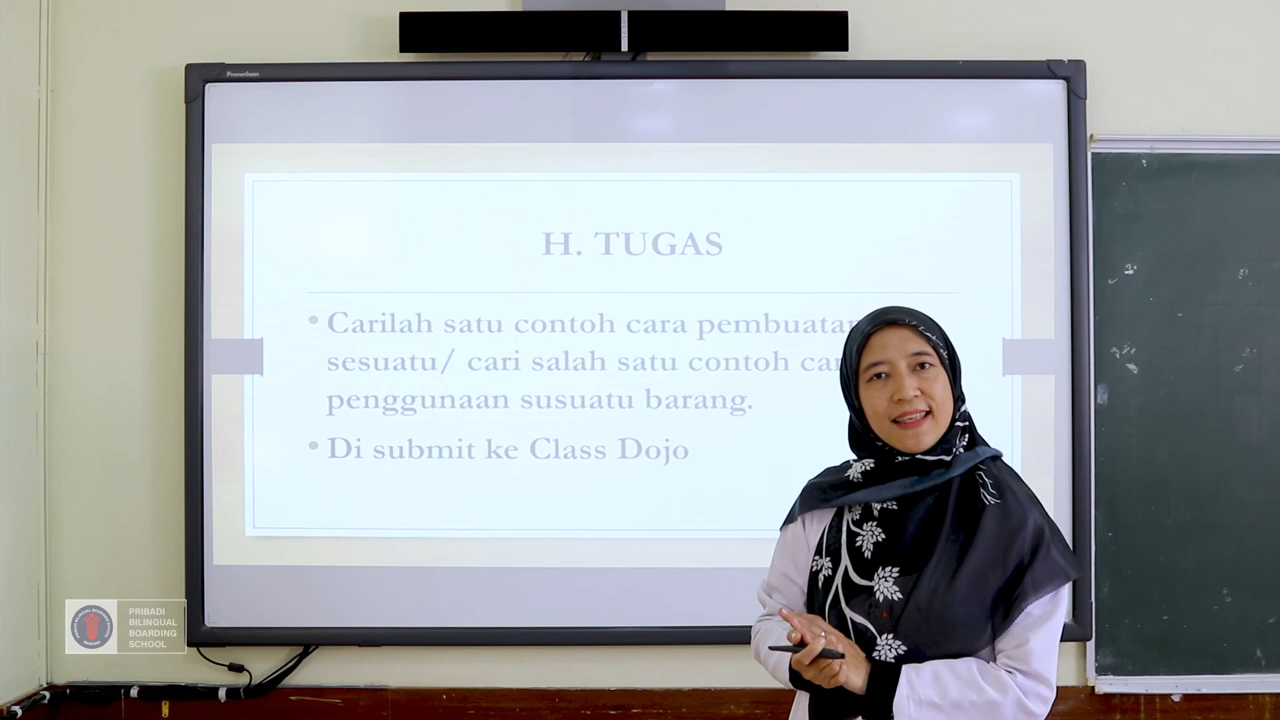 Promethean
H. TUGAS
• Carilah satu contoh cara pembuatan
sesuatu/ cari salah satu contoh
penggunaan susuatu barang.
• Di submit ke Class Dojo
PRIBADI
BILINGUAL
BOARDING
SCHOOL